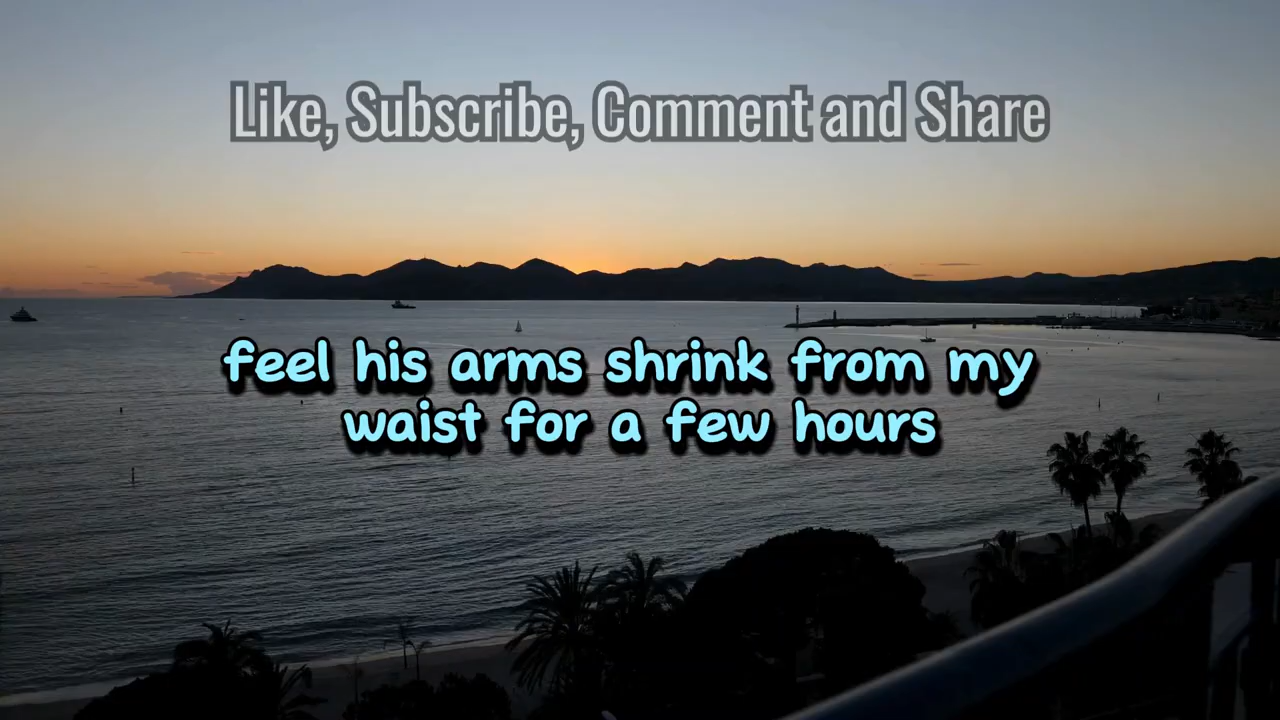 Like, Subscribe, Comment and Share
feel his arms shrink from my
waist for a few hours